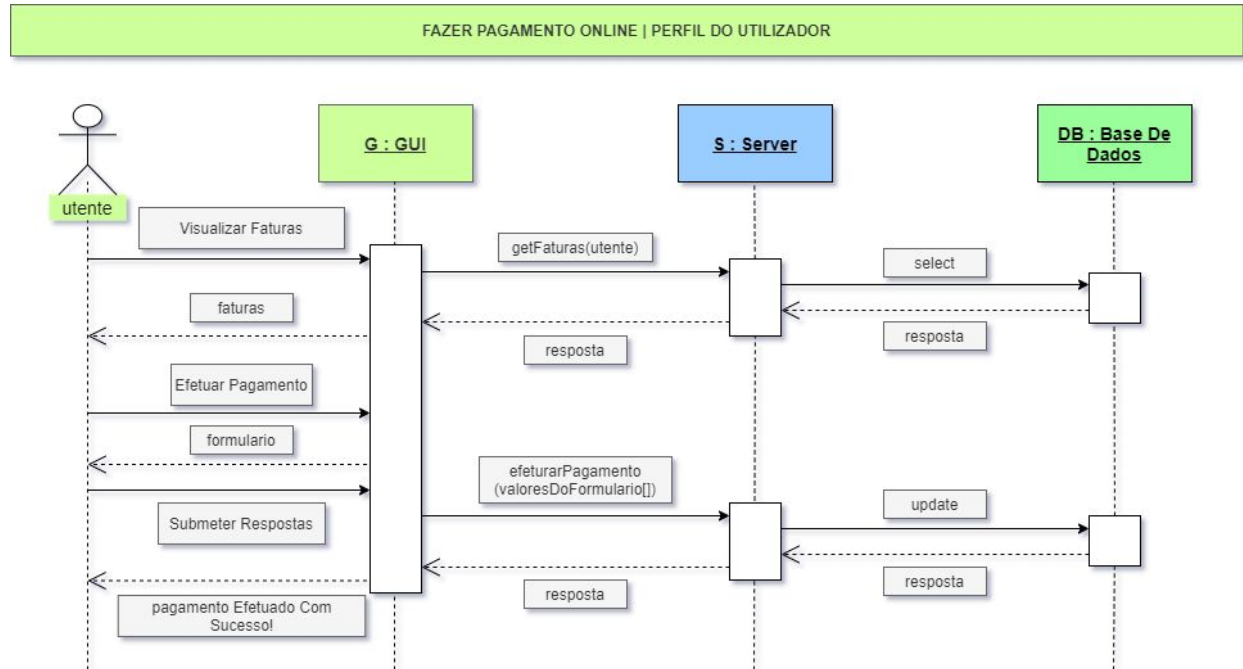 FAZER PAGAMENTO ONLINE | PERFIL DO UTILIZADOR
utente
G : GUI
S : Server
DB : Base De
Dados
Visualizar Faturas
getFaturas(utente)
select
faturas
resposta
resposta
Efetuar Pagamento
formulario
efeturarPagamento
(valoresDoFormulario[])
update
Submeter Respostas
resposta
resposta
pagamento Efetuado Com
Sucesso!